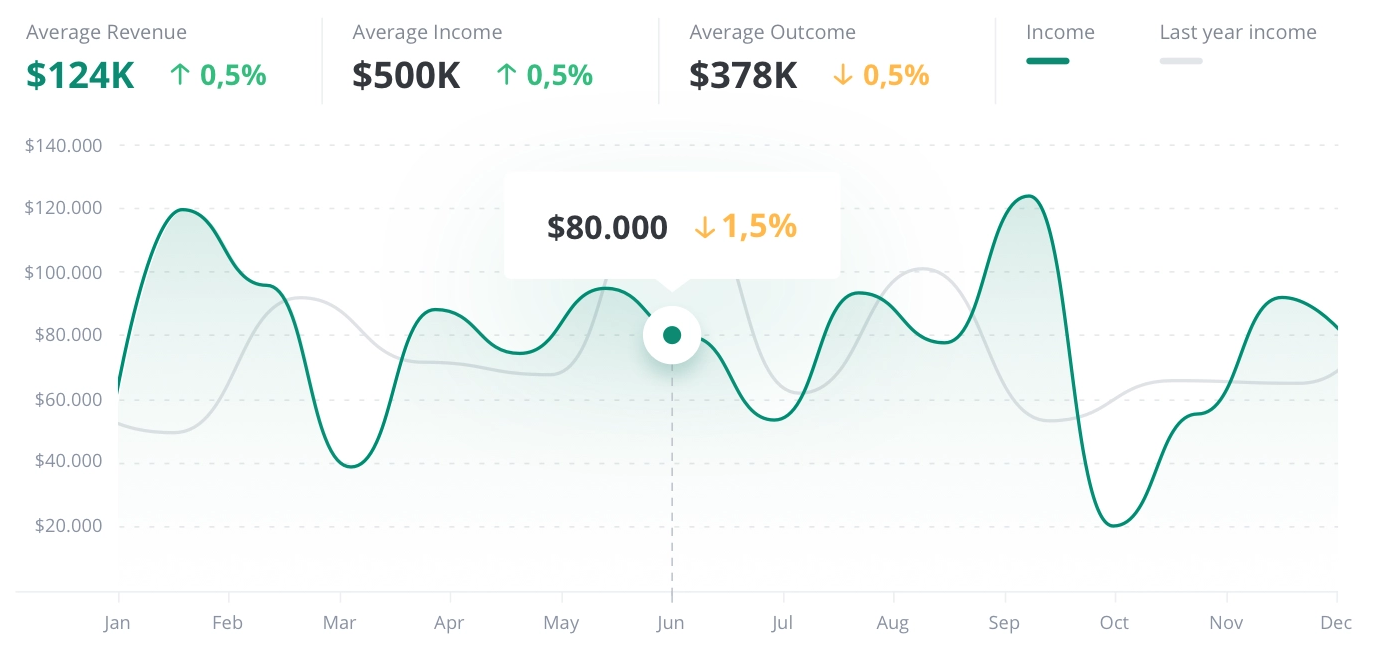 Average Revenue
$124K ↑ 0,5%
Average Income
$500K ↑ 0,5%
Average Outcome
$378K ↓ 0,5%
Income
Last year income
$140.000
$120.000
$100.000
$80.000
$60.000
$40.000
$20.000
$80.000 ↓ 1,5%
Jan Feb Mar Apr May Jun Jul Aug Sep Oct Nov Dec